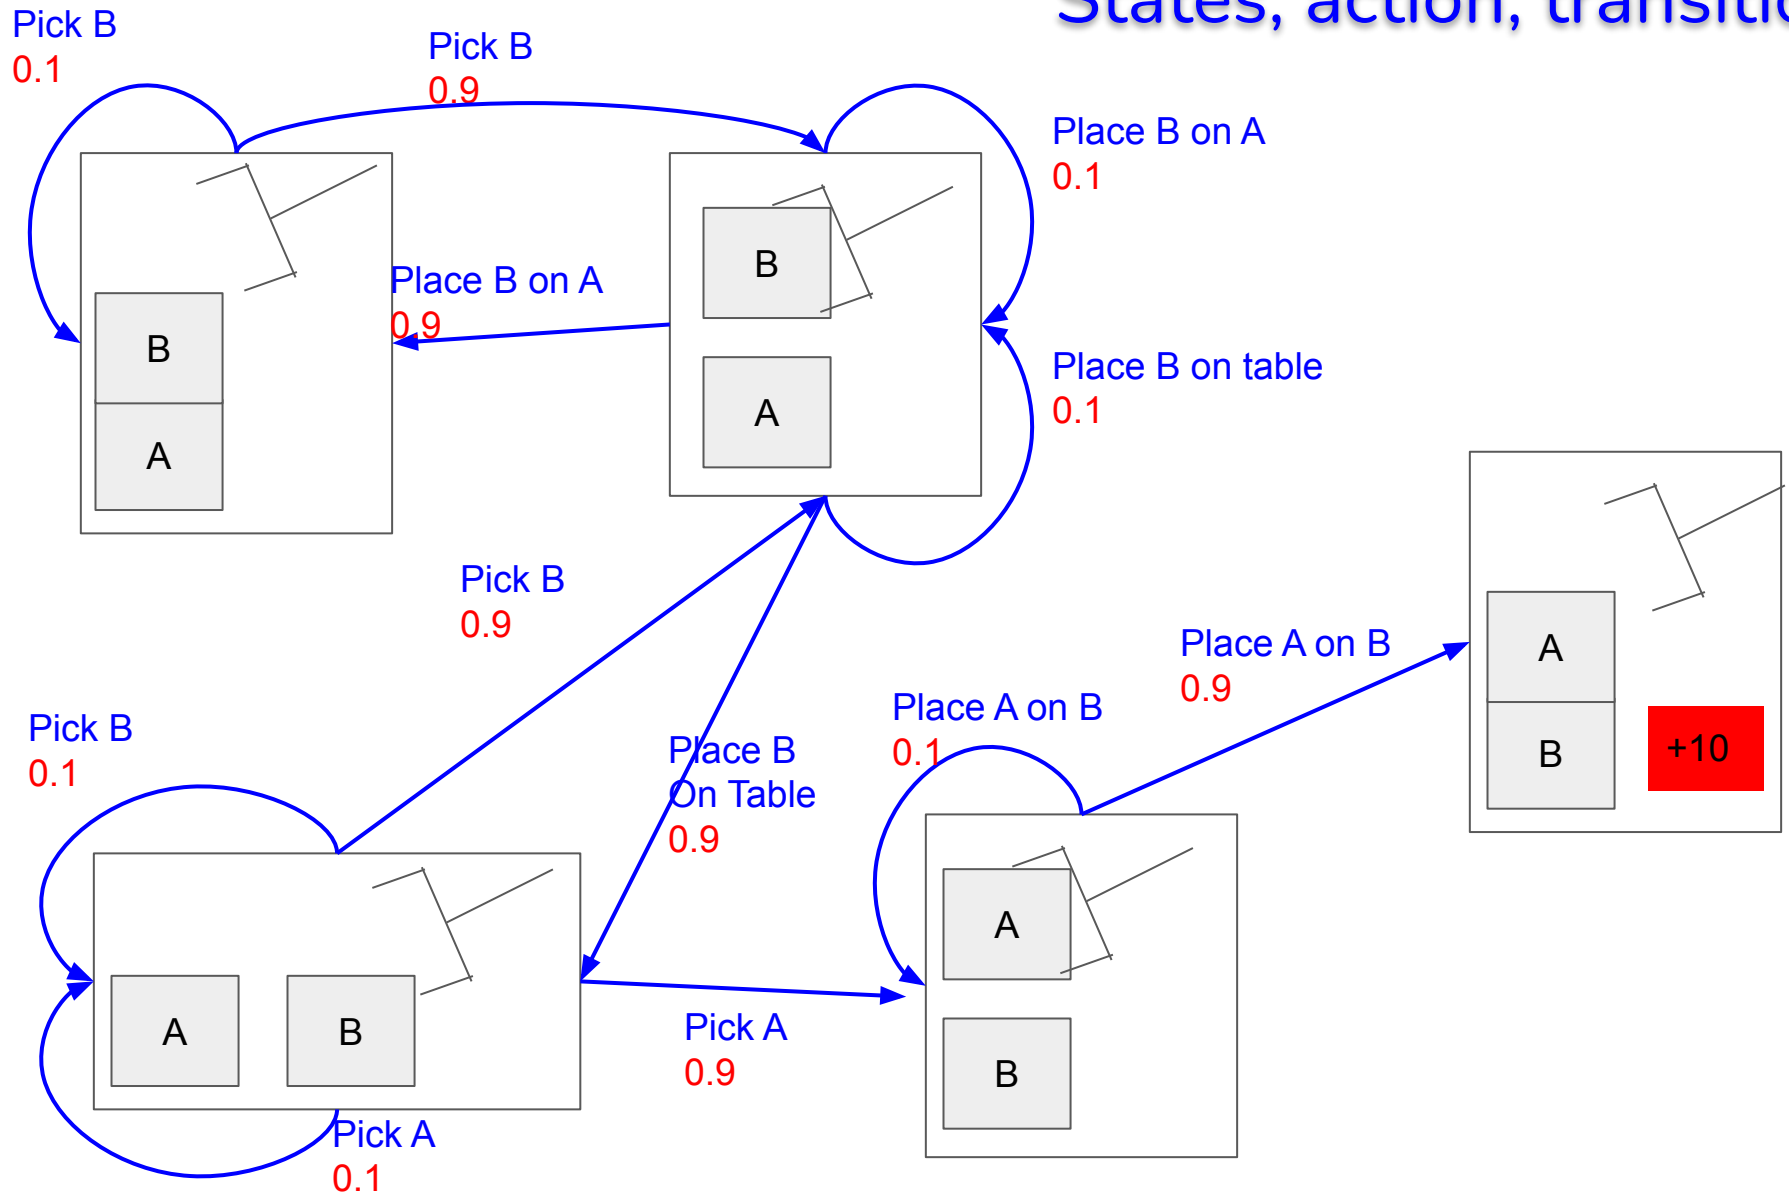 States, action, transitio
Pick B
0.1
Pick B
0.9
Place B on A
0.1
B
Place B on A
0.9
B
A
A
Place B on table
0.1
Pick B
0.9
Place A on B
0.9
A
B
+10
Pick B
0.1
Place B
On Table
0.9
Place A on B
0.1
A
B
A
B
Pick A
0.9
Pick A
0.1